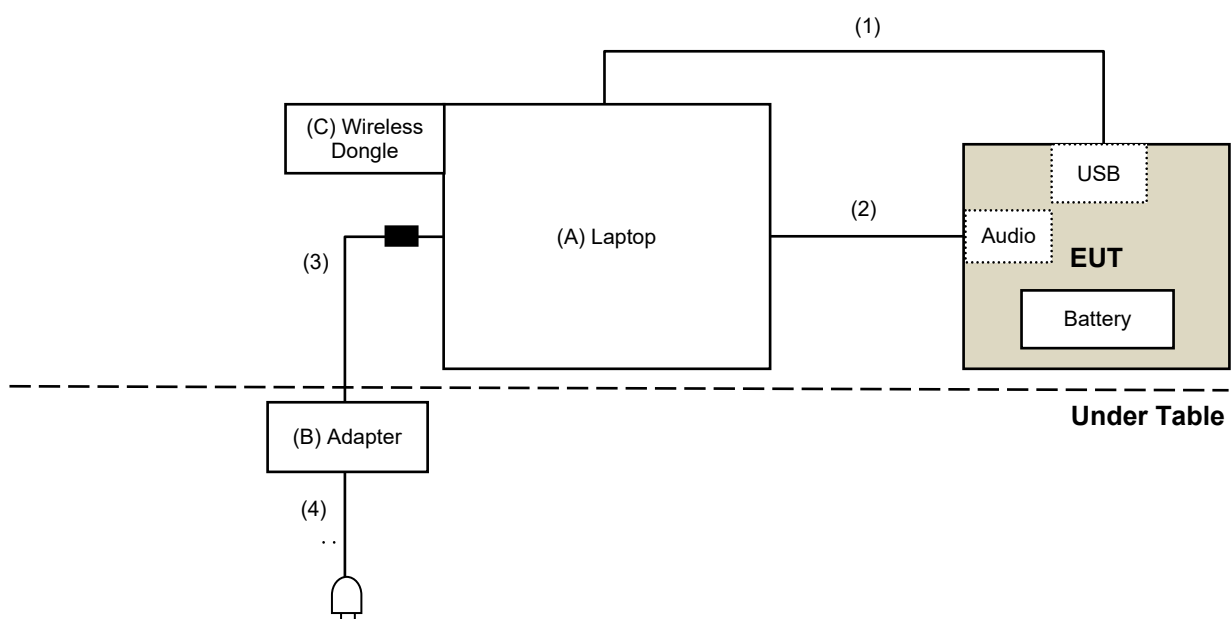 (1)
(C) Wireless
Dongle
USB
(2)
(A) Laptop
Audio
(3)
EUT
Battery
Under Table
(B) Adapter
(4)